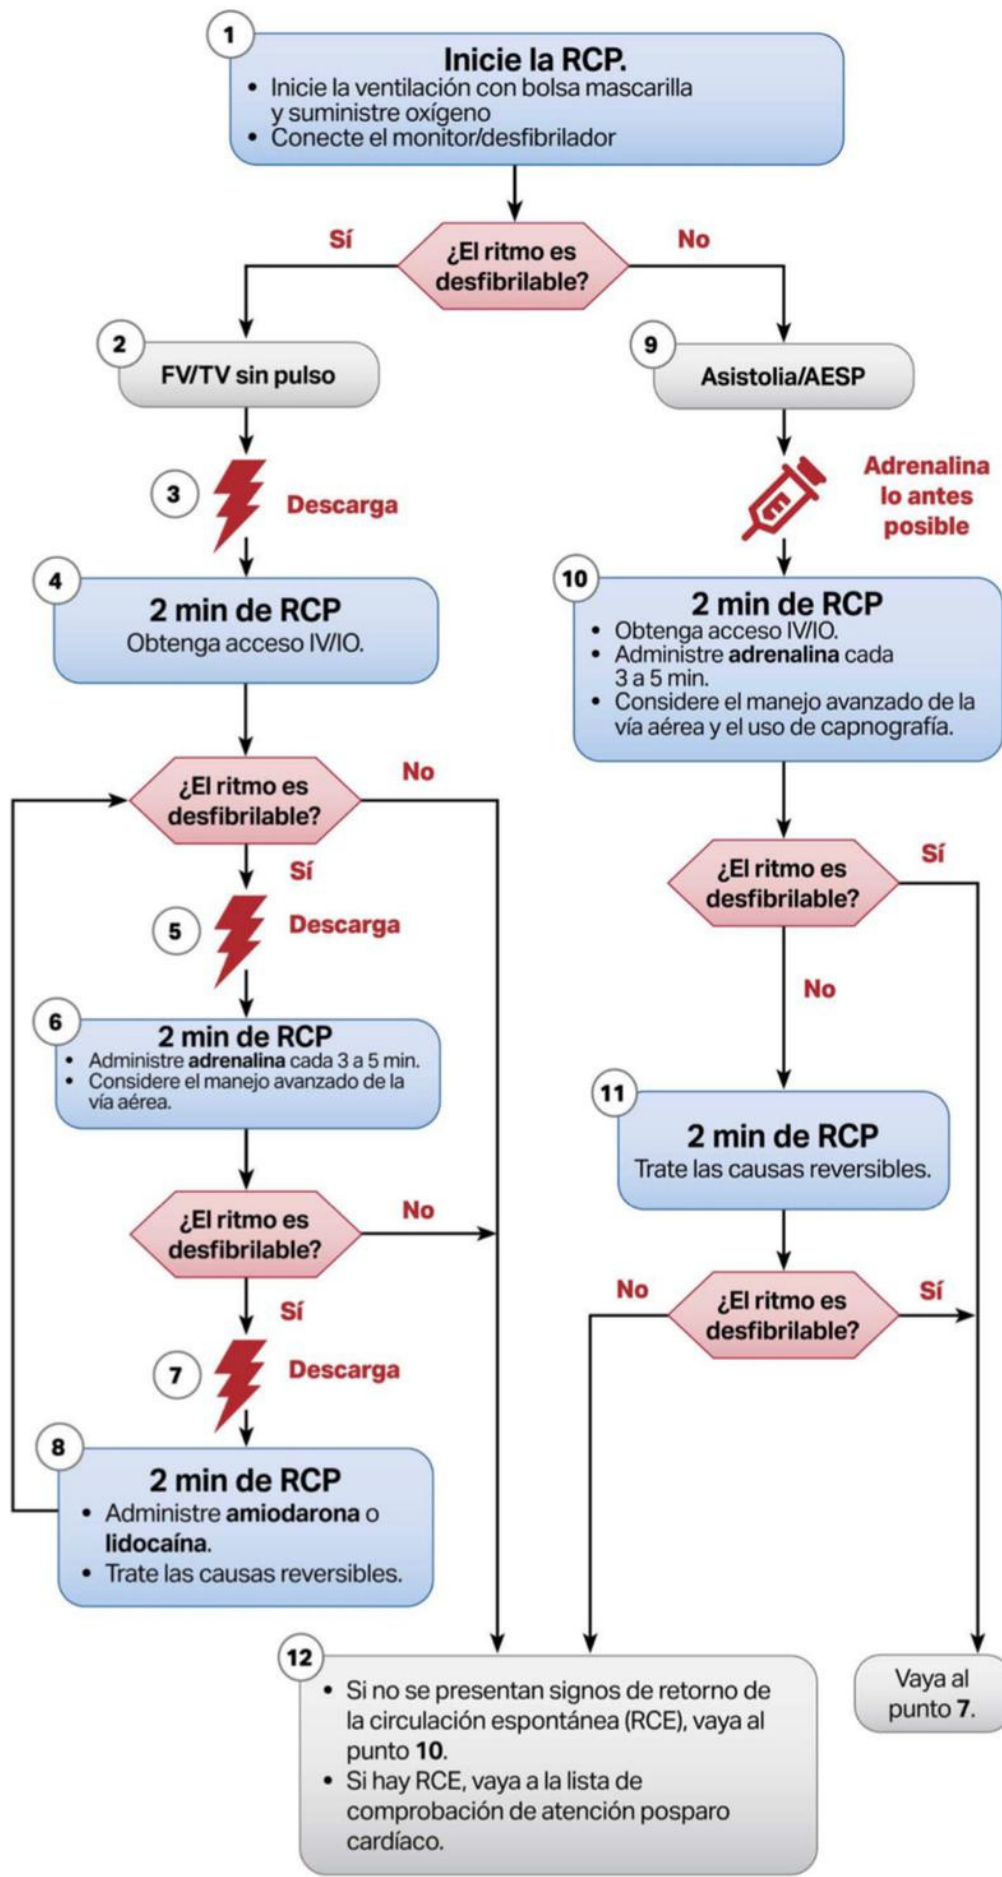 1
Inicie la RCP.
• Inicie la ventilación con bolsa mascarilla
y suministre oxígeno
• Conecte el monitor/desfibrilador
¿El ritmo es
desfibrilable?
Sí
No
2
FV/TV sin pulso
3
Descarga
4
2 min de RCP
Obtenga acceso IV/IO.
¿El ritmo es
desfibrilable?
No
Sí
5
Descarga
6
2 min de RCP
• Administre adrenalina cada 3 a 5 min.
• Considere el manejo avanzado de la
vía aérea.
¿El ritmo es
desfibrilable?
No
Sí
7
Descarga
8
2 min de RCP
• Administre amiodarona o
lidocaína.
• Trate las causas reversibles.
9
Asistolia/AESP
Adrenalina
lo antes
posible
10
2 min de RCP
• Obtenga acceso IV/IO.
• Administre adrenalina cada
3 a 5 min.
• Considere el manejo avanzado de la
vía aérea y el uso de capnografía.
¿El ritmo es
desfibrilable?
Sí
No
11
2 min de RCP
Trate las causas reversibles.
¿El ritmo es
desfibrilable?
No
Sí
12
• Si no se presentan signos de retorno de
la circulación espontánea (RCE), vaya al
punto 10.
• Si hay RCE, vaya a la lista de
comprobación de atención posparo
cardíaco.
Vaya al
punto 7.